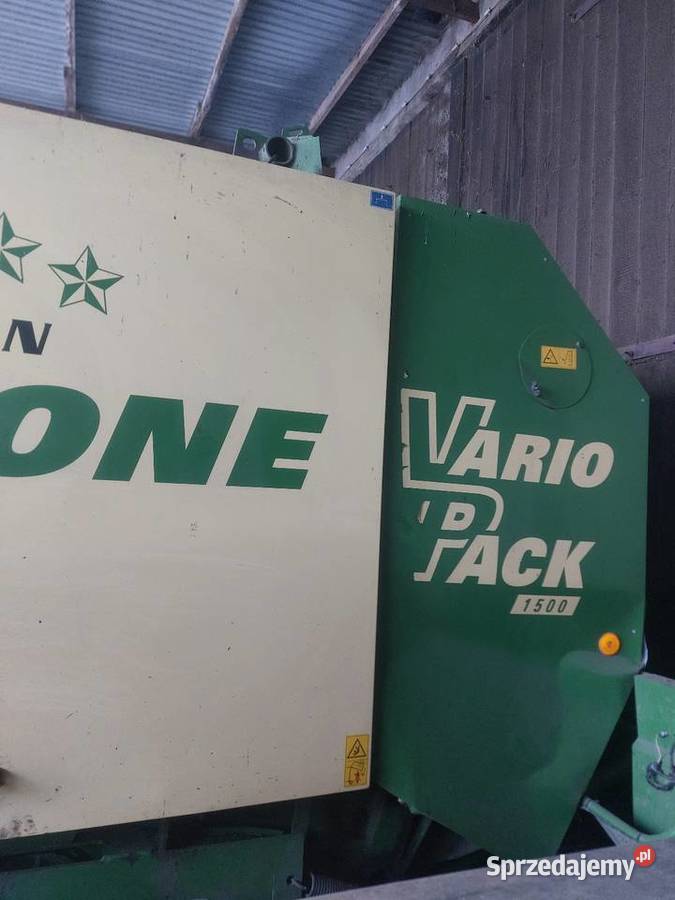 N
ONE
VARIO
PACK
1500
Sprzedajemy.pl